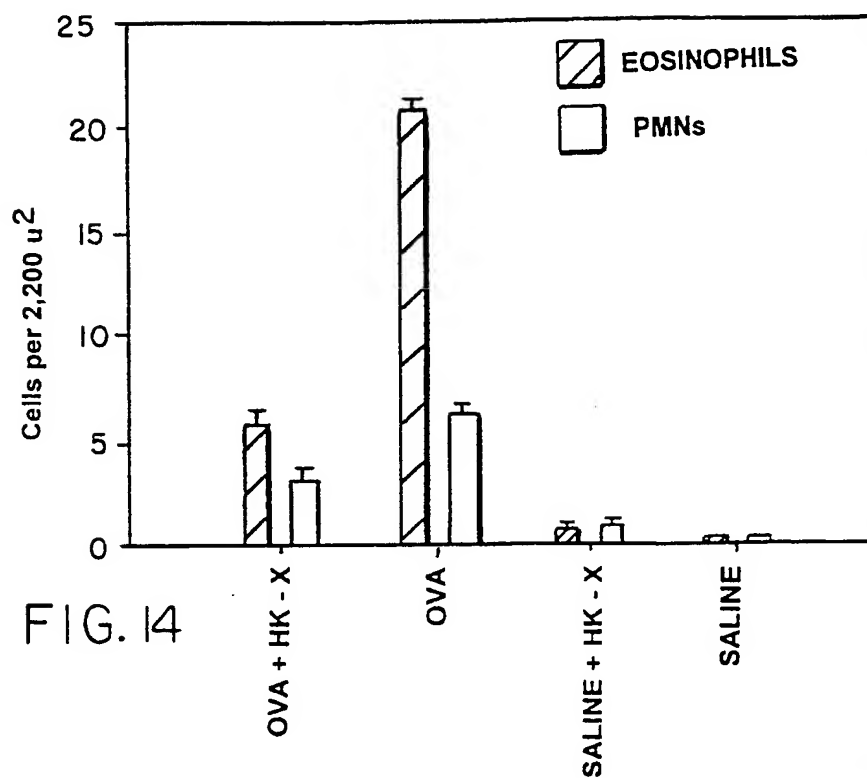 25
20
15
10
5
0
Cells per 2,200 u2
EOSINOPHILS
PMNs
OVA + HK - X
OVA
SALINE + HK - X
SALINE
FIG. 14